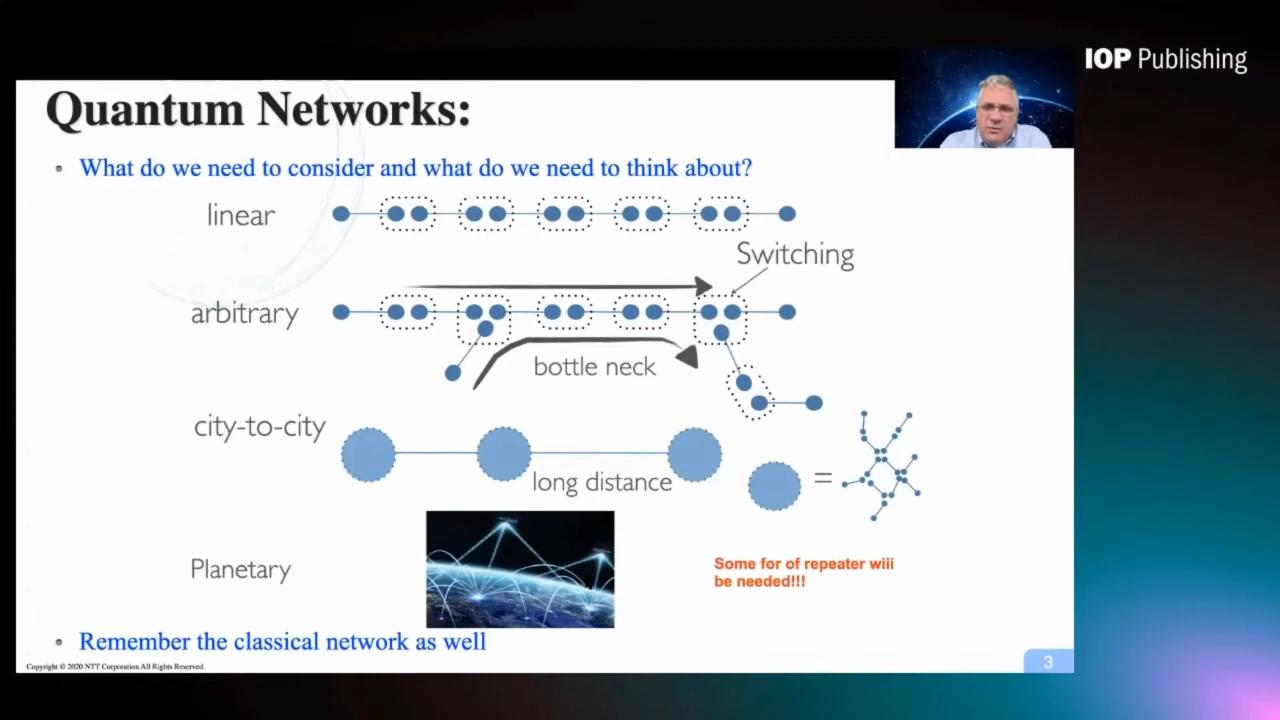 IOP Publishing
Quantum Networks:
• What do we need to consider and what do we need to think about?
linear
Switching
arbitrary
bottle neck
city-to-city
long distance
=
Planetary
Some for of repeater wiii
be needed!!!
• Remember the classical network as well
Copyright © 2020 NTT Corporation All Rights Reserved.
3